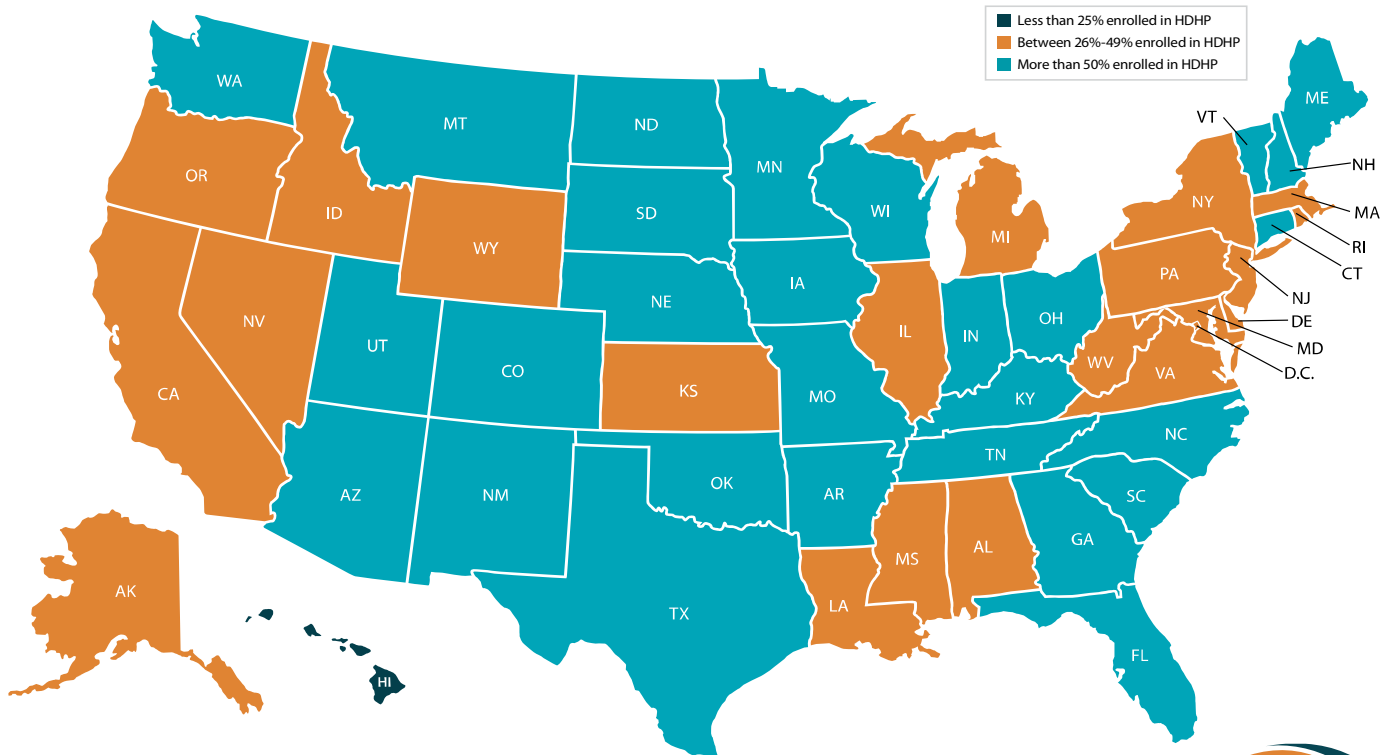 Less than 25% enrolled in HDHP
Between 26%-49% enrolled in HDHP
More than 50% enrolled in HDHP
WA
MT
ND
MN
ME
VT
NH
OR
ID
SD
WI
NY
MA
MI
RI
WY
CT
PA
IA
NE
NJ
NV
OH
DE
IL
IN
UT
MD
CO
WV
D.C.
VA
CA
KS
MO
KY
NC
TN
OK
AZ
NM
AR
SC
GA
MS
AL
AK
LA
TX
FL
HI